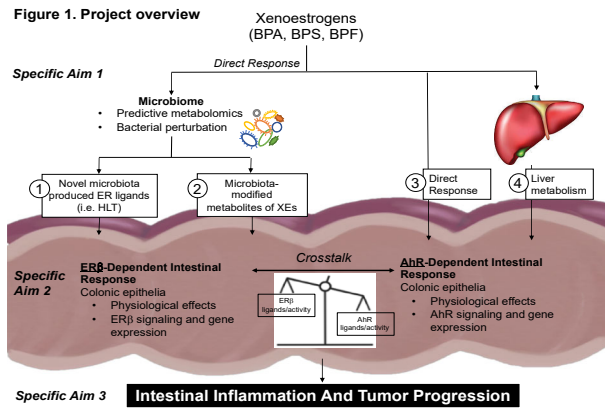 Figure 1. Project overview
Xenoestrogens
(BPA, BPS, BPF)
Specific Aim 1
Direct Response
Microbiome
• Predictive metabolomics
• Bacterial perturbation
1
Novel microbiota
produced ER ligands
(i.e. HLT)
2
Microbiota-
modified
metabolites of XEs
3
Direct
Response
4
Liver
metabolism
Specific
Aim 2
ERβ-Dependent Intestinal
Response
Colonic epithelia
• Physiological effects
• ERβ signaling and gene
expression
Crosstalk
ERβ
ligands/activity
AhR
ligands/activity
AhR-Dependent Intestinal
Response
Colonic epithelia
• Physiological effects
• AhR signaling and gene
expression
Specific Aim 3
Intestinal Inflammation And Tumor Progression